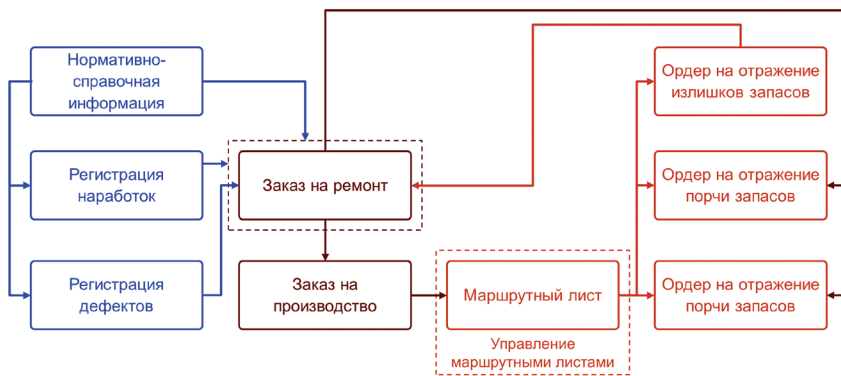 Нормативно-
справочная
информация
Регистрация
наработок
Регистрация
дефектов
Заказ на ремонт
Заказ на
производство
Маршрутный лист
Управление
маршрутными листами
Ордер на отражение
излишков запасов
Ордер на отражение
порчи запасов
Ордер на отражение
порчи запасов